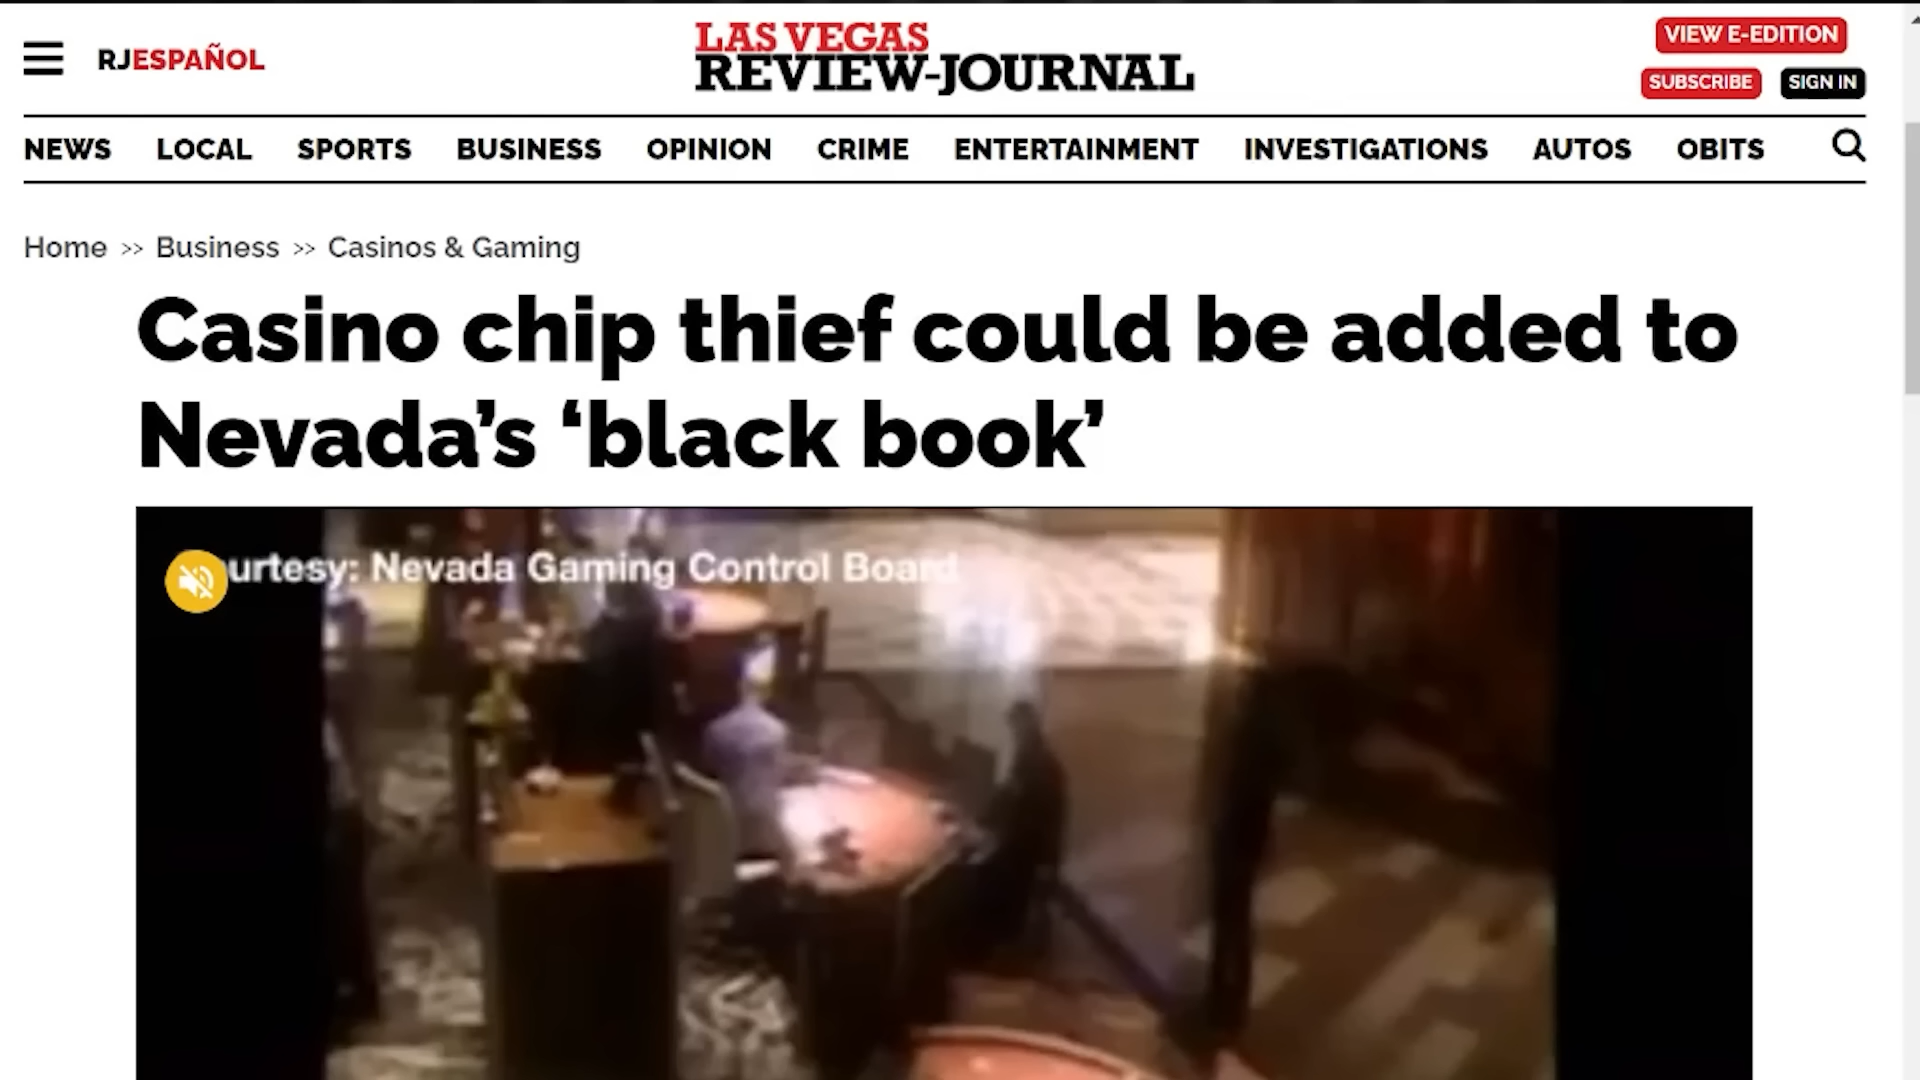 RJESPAÑOL
LAS VEGAS
REVIEW-JOURNAL
VIEW E-EDITION
SUBSCRIBE
SIGN IN
NEWS LOCAL SPORTS BUSINESS OPINION CRIME ENTERTAINMENT INVESTIGATIONS AUTOS OBITS
Home >> Business >> Casinos & Gaming
Casino chip thief could be added to
Nevada’s ‘black book’
urtesy: Nevada Gaming Control Board